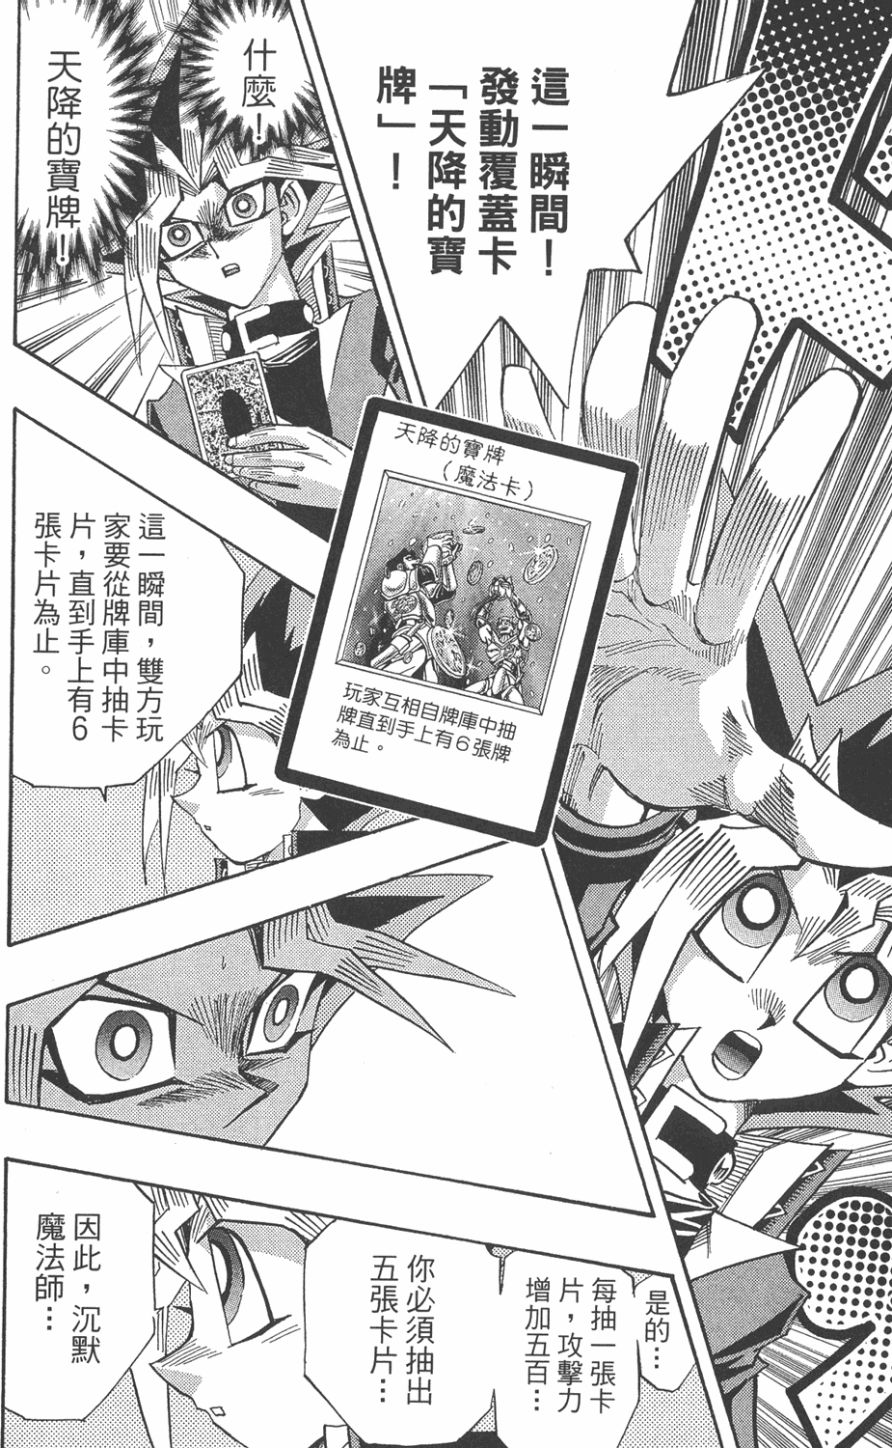 這一瞬間！
發動覆蓋卡
「天降的寶
牌」！
什麼！
天降的寶牌！
天降的寶牌
（魔法卡）
玩家互相自牌庫中抽
牌直到手上有6張牌
為止。
這一瞬間，雙方玩
家要從牌庫中抽卡
片，直到手上有6
張卡片為止。
是的…
每抽一張卡
片，攻擊力
增加五百…
你必須抽出
五張卡片…
因此，沉默
魔法師…